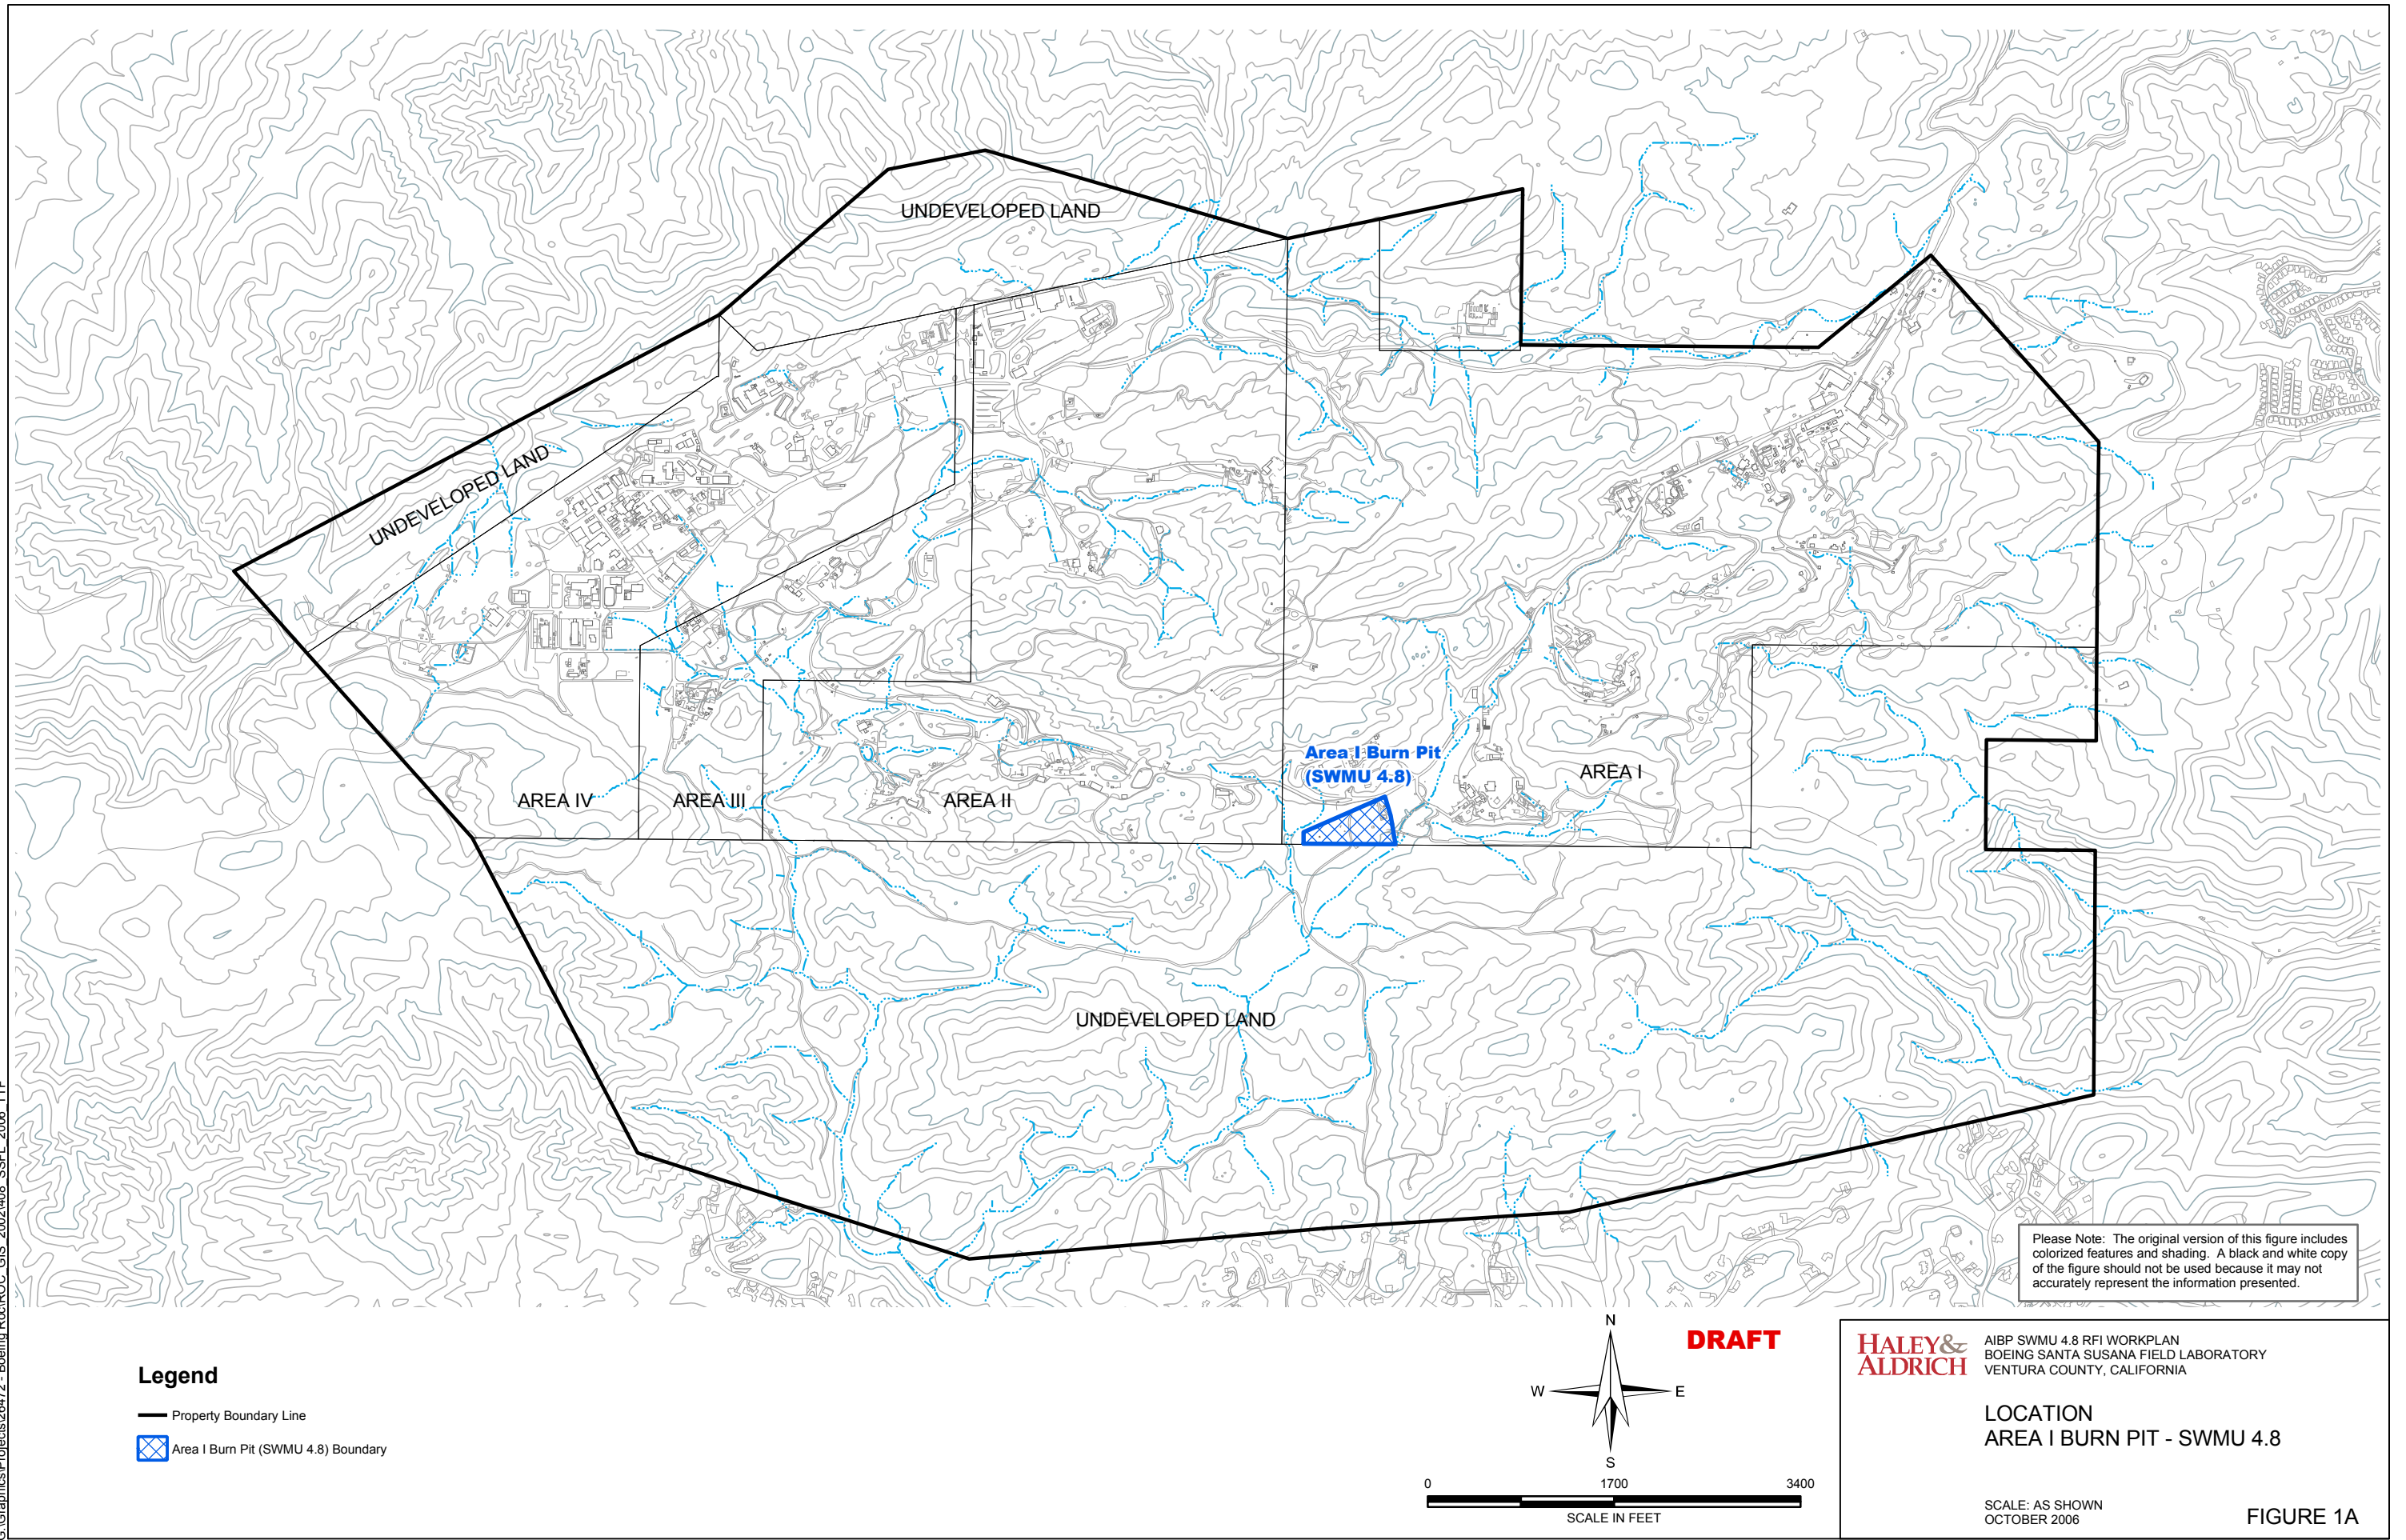 UNDEVELOPED LAND
UNDEVELOPED LAND
Area I Burn Pit
(SWMU 4.8)
AREA I
AREA IV
AREA III
AREA II
UNDEVELOPED LAND
Please Note: The original version of this figure includes
colorized features and shading. A black and white copy
of the figure should not be used because it may not
accurately represent the information presented.
Legend
Property Boundary Line
Area I Burn Pit (SWMU 4.8) Boundary
N
W
E
S
DRAFT
0
1700
3400
SCALE IN FEET
HALEY&
ALDRICH
AIBP SWMU 4.8 RFI WORKPLAN
BOEING SANTA SUSANA FIELD LABORATORY
VENTURA COUNTY, CALIFORNIA
LOCATION
AREA I BURN PIT - SWMU 4.8
SCALE: AS SHOWN
OCTOBER 2006
FIGURE 1A